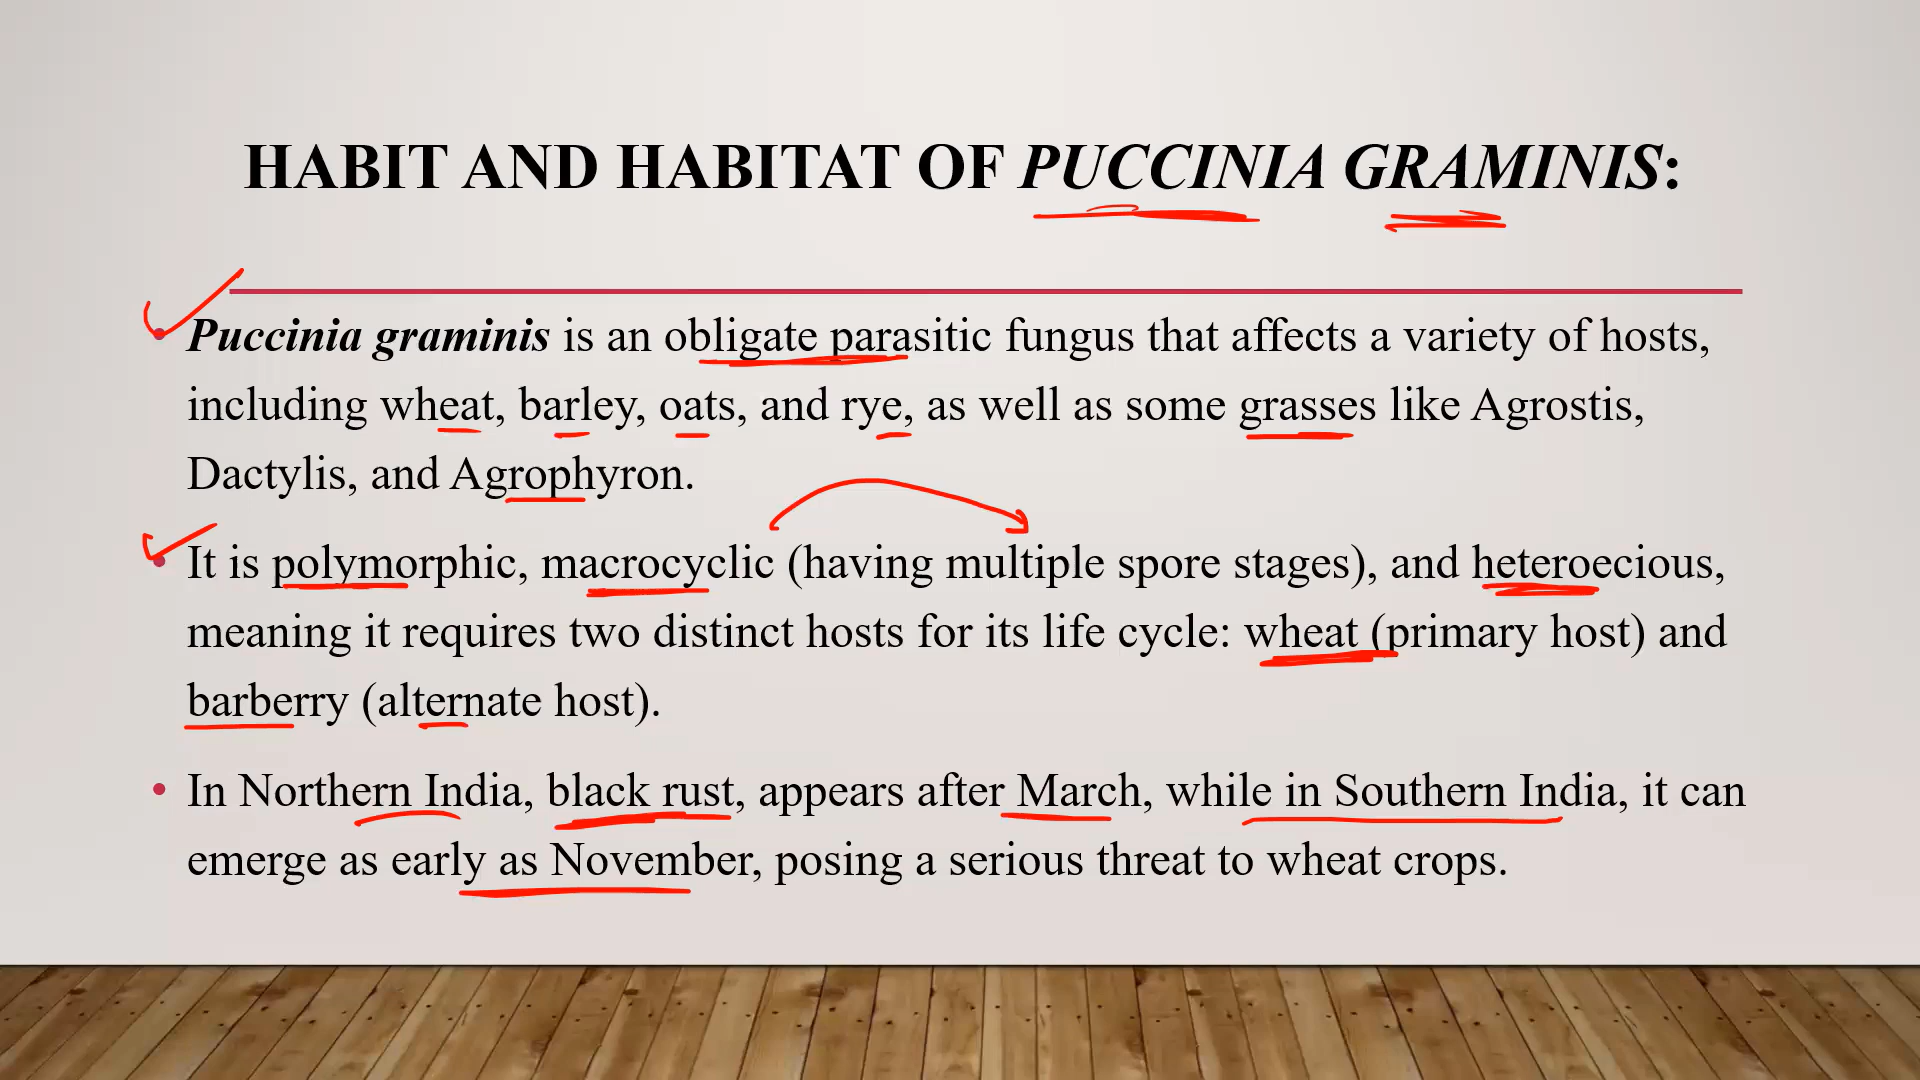 HABIT AND HABITAT OF PUCCINIA GRAMINIS:
• Puccinia graminis is an obligate parasitic fungus that affects a variety of hosts,
including wheat, barley, oats, and rye, as well as some grasses like Agrostis,
Dactylis, and Agrophyron.
• It is polymorphic, macrocyclic (having multiple spore stages), and heteroecious,
meaning it requires two distinct hosts for its life cycle: wheat (primary host) and
barberry (alternate host).
• In Northern India, black rust, appears after March, while in Southern India, it can
emerge as early as November, posing a serious threat to wheat crops.